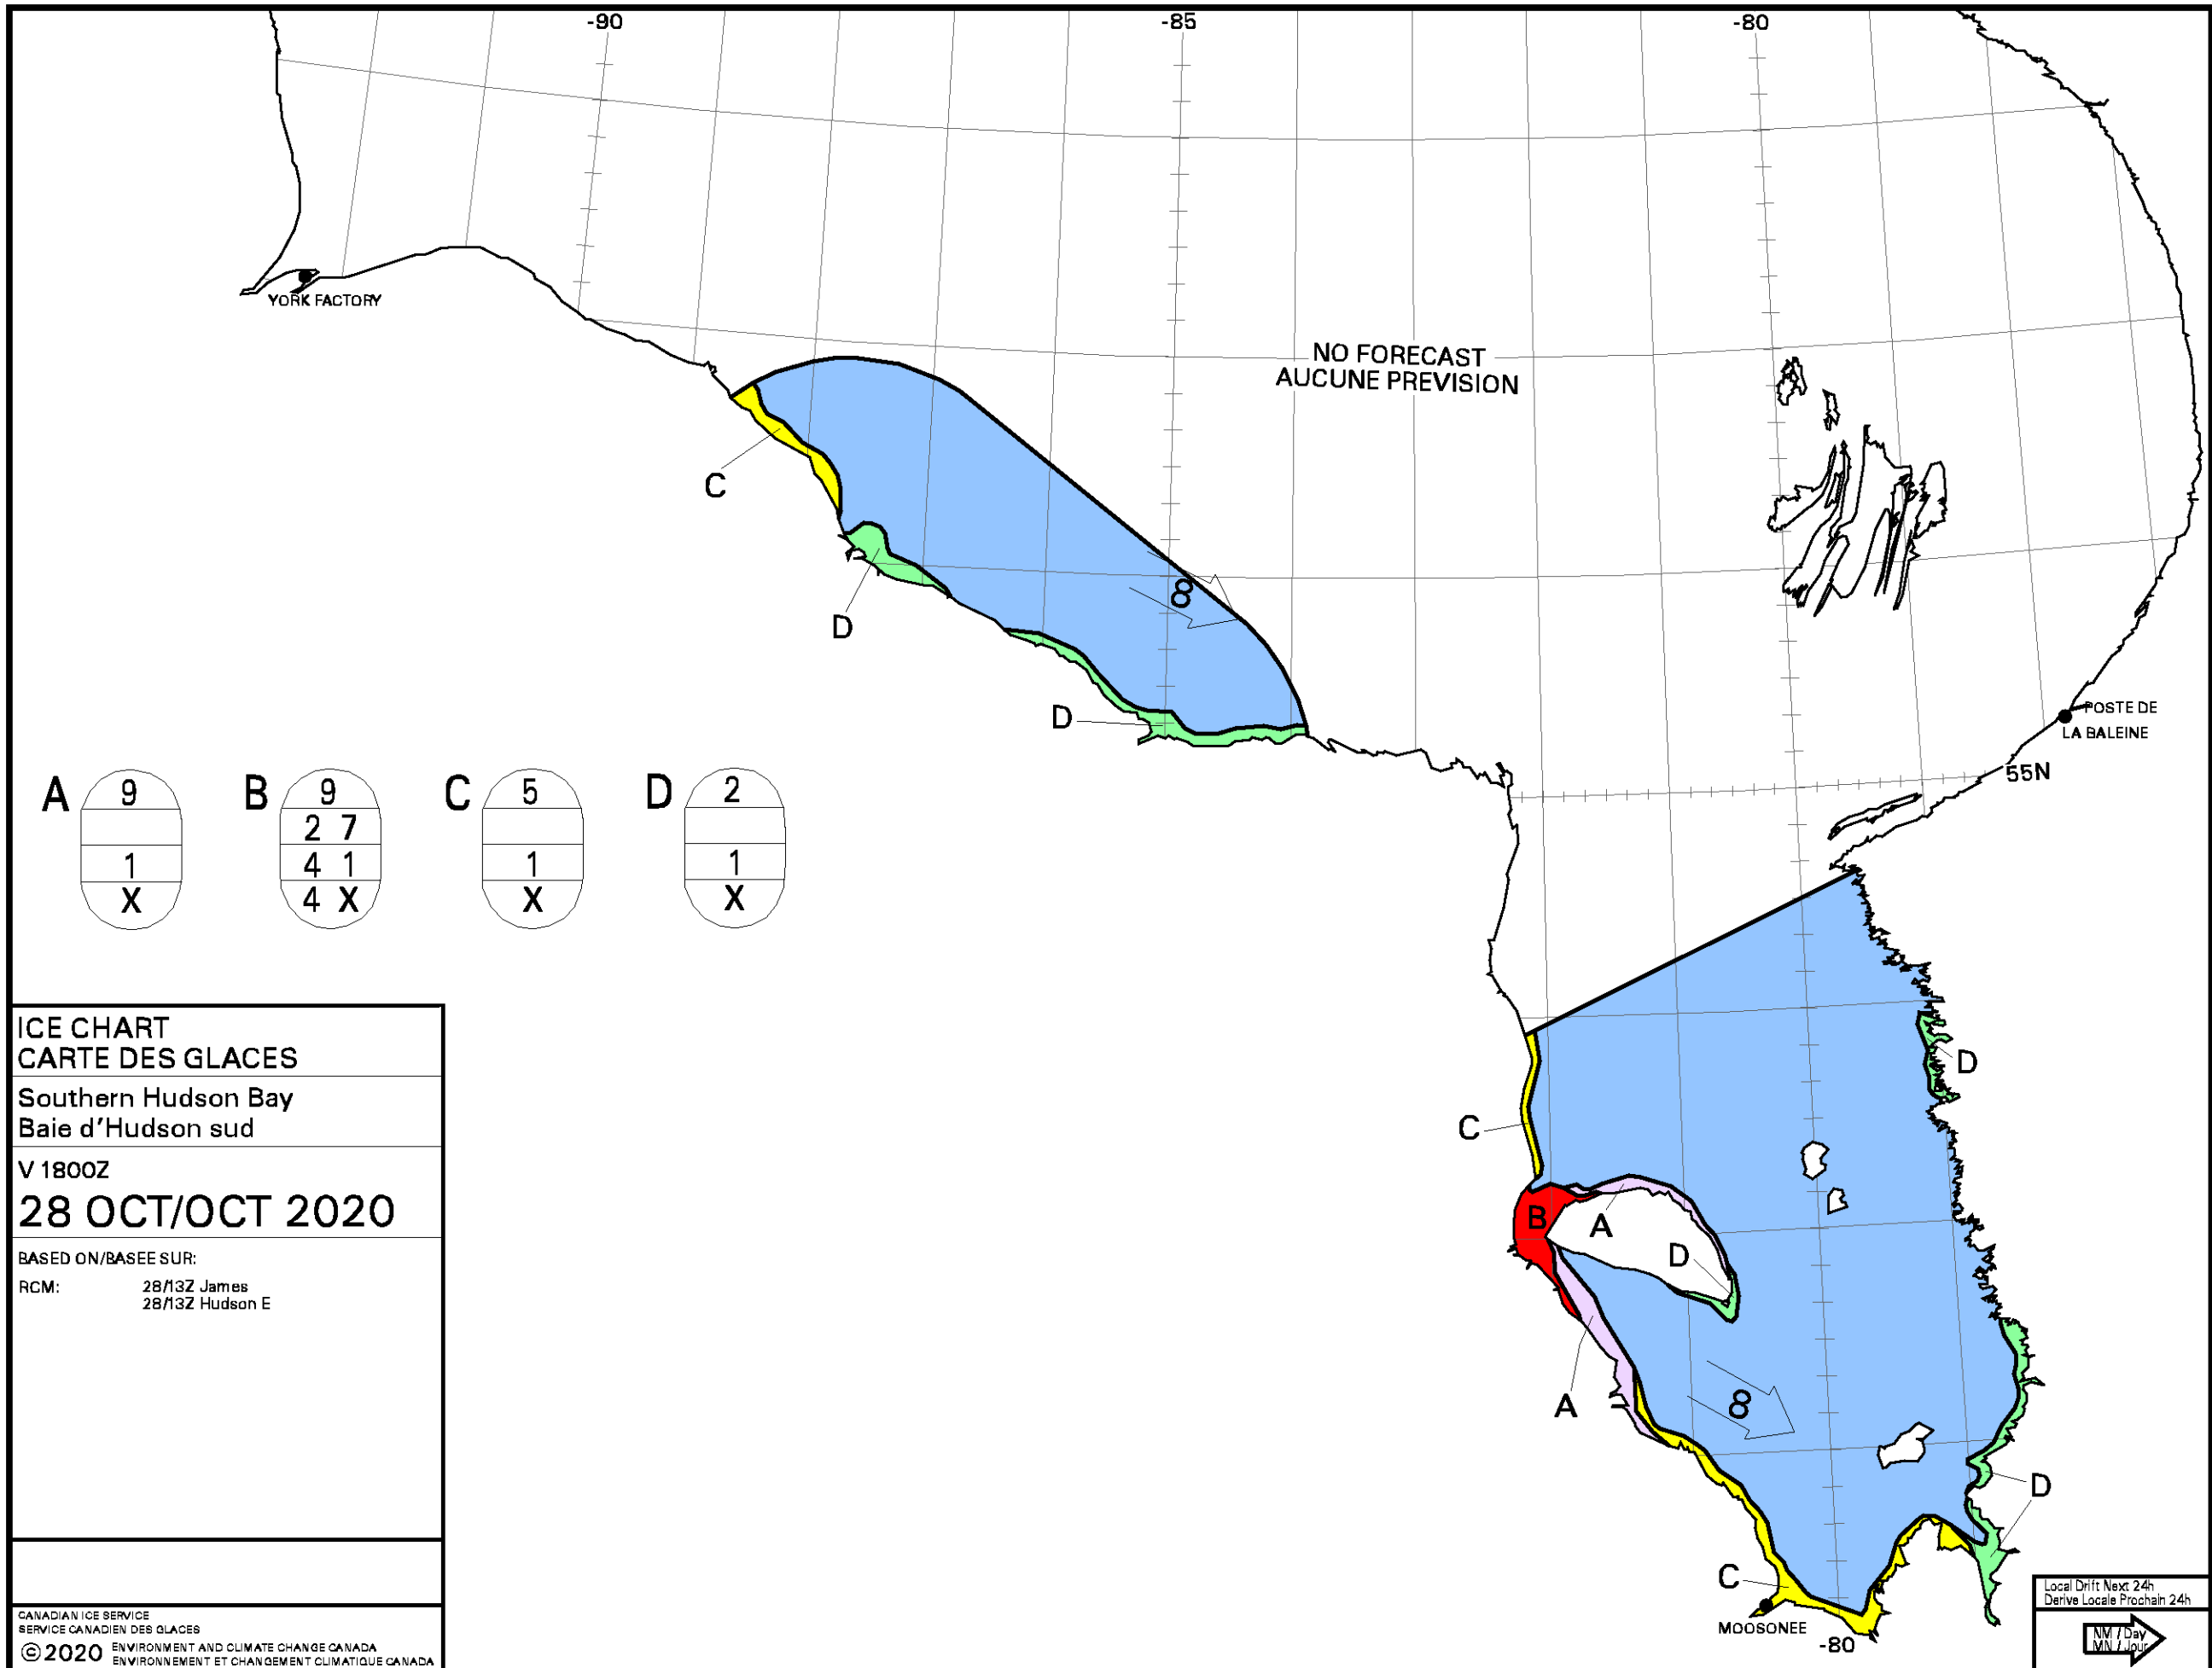 -90
-85
-80
YORK FACTORY
NO FORECAST
AUCUNE PREVISION
C
D
8
D
POSTE DE
LA BALEINE
55N
A
9
1
X
B
9
2 7
4 1
4 X
C
5
1
X
D
2
1
X
D
C
B
A
D
A
8
D
C
MOOSONEE
-80
ICE CHART
CARTE DES GLACES
Southern Hudson Bay
Baie d'Hudson sud
V 1800Z
28 OCT/OCT 2020
BASED ON/BASEE SUR:
RCM: 28/13Z James
28/13Z Hudson E
CANADIAN ICE SERVICE
SERVICE CANADIEN DES GLACES
©2020 ENVIRONMENT AND CLIMATE CHANGE CANADA
ENVIRONNEMENT ET CHANGEMENT CLIMATIQUE CANADA
Local Drift Next 24h
Derive Locale Prochain 24h
NM / Day
MN / Jour